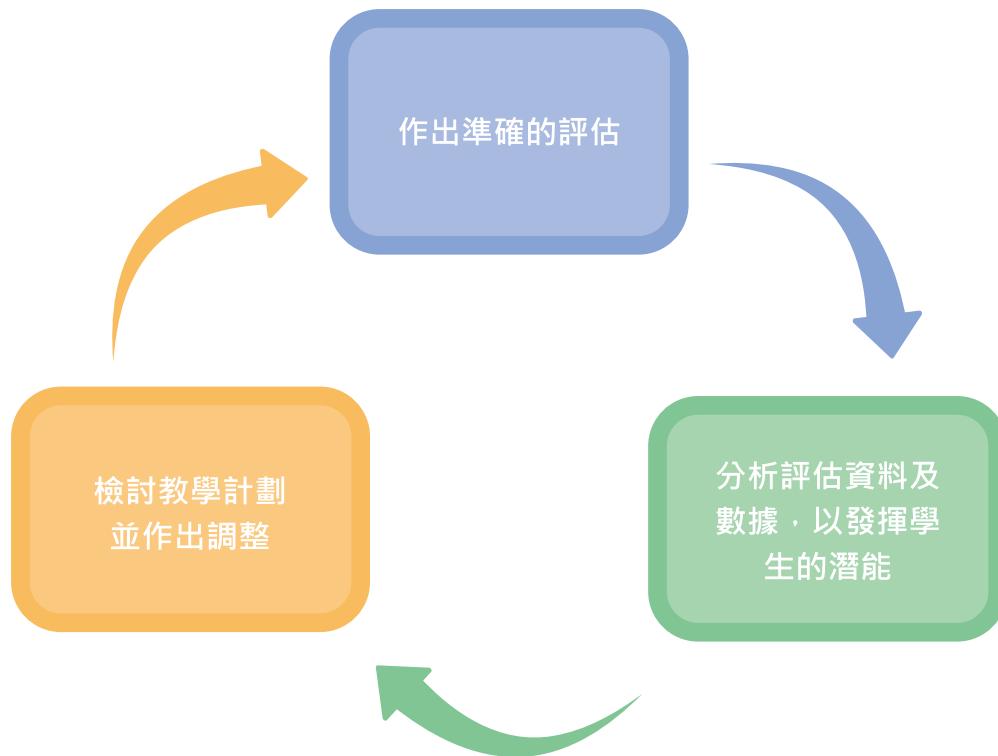 作出準確的評估
分析評估資料及
數據，以發揮學
生的潛能
檢討教學計劃
並作出調整